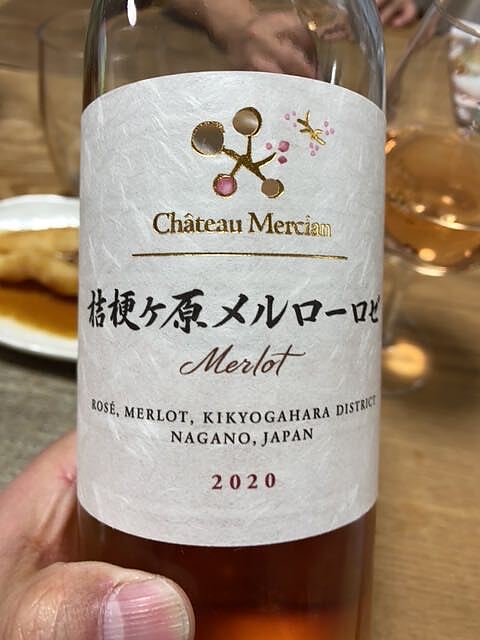 Château Mercian
桔梗ヶ原メルローロゼ
Merlot
ROSÉ, MERLOT, KIKYOGAHARA DISTRICT
NAGANO, JAPAN
2020